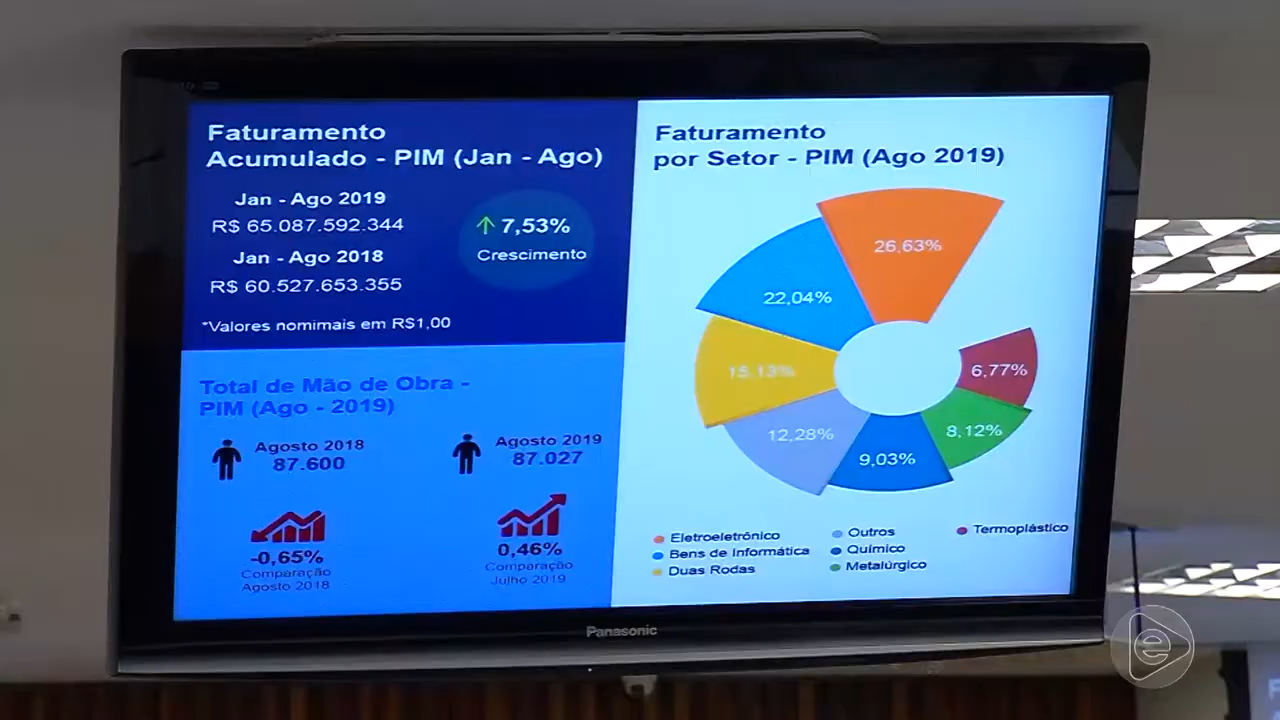 Faturamento
Acumulado - PIM (Jan - Ago)
Jan - Ago 2019
R$ 65.087.592.344
Jan - Ago 2018
R$ 60.527.653.355
*Valores nomimais em R$1,00
7,53%
Crescimento
Total de Mão de Obra -
PIM (Ago - 2019)
Agosto 2018
87.600
Agosto 2019
87.027
-0,65%
Comparação
Agosto 2018
0,46%
Comparação
Julho 2019
Faturamento
por Setor - PIM (Ago 2019)
26,63%
22,04%
15,13%
12,28%
9,03%
8,12%
6,77%
Eletroeletrónico
Bens de Informática
Duas Rodas
Outros
Químico
Metalúrgico
Termoplástico
Panasonic
e